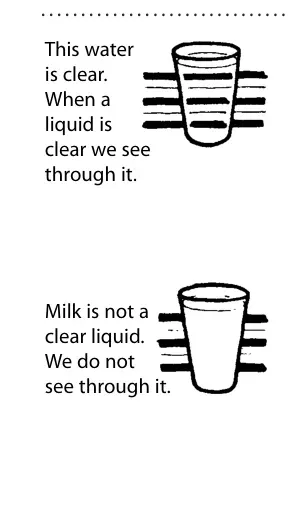 This water
is clear.
When a
liquid is
clear we see
through it.
Milk is not a
clear liquid.
We do not
see through it.